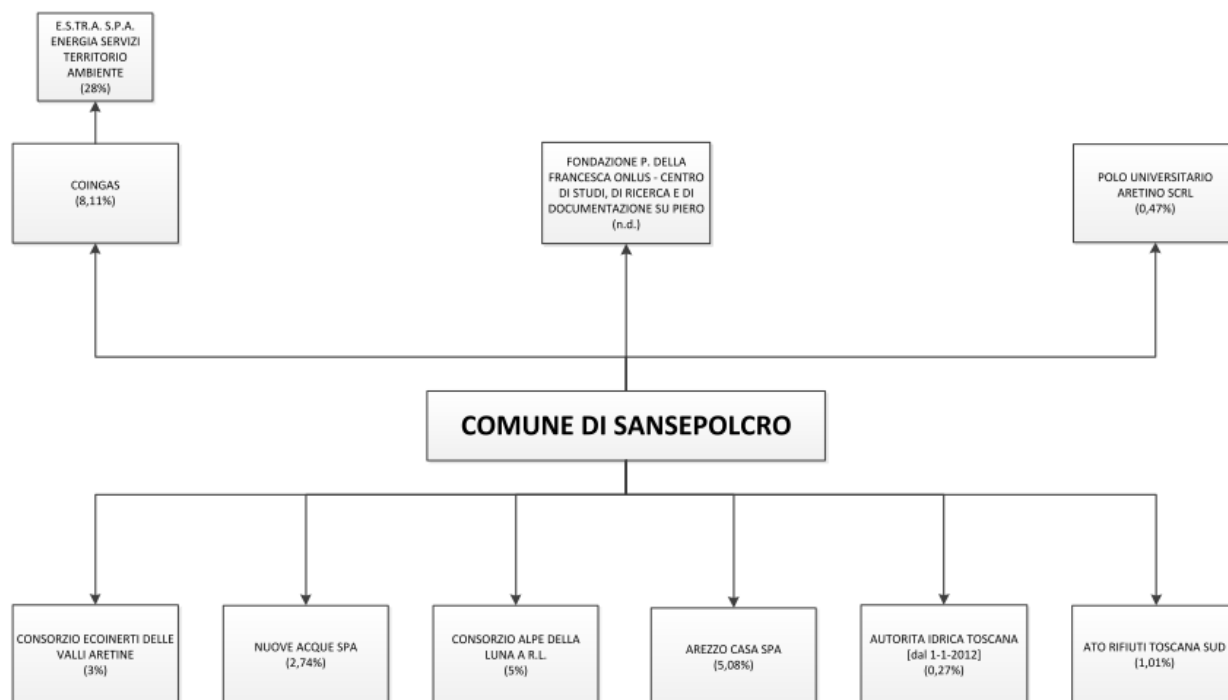 E.S.TR.A. S.P.A.
ENERGIA SERVIZI
TERRITORIO
AMBIENTE
(28%)
COINGAS
(8,11%)
FONDAZIONE P. DELLA
FRANCESCA ONLUS - CENTRO
DI STUDI, DI RICERCA E DI
DOCUMENTAZIONE SU PIERO
(n.d.)
POLO UNIVERSITARIO
ARETINO SCRL
(0,47%)
COMUNE DI SANSEPOLCRO
CONSORZIO ECOINERTI DELLE
VALLI ARETINE
(3%)
NUOVE ACQUE SPA
(2,74%)
CONSORZIO ALPE DELLA
LUNA A R.L.
(5%)
AREZZO CASA SPA
(5,08%)
AUTORITA IDRICA TOSCANA
[dal 1-1-2012]
(0,27%)
ATO RIFIUTI TOSCANA SUD
(1,01%)